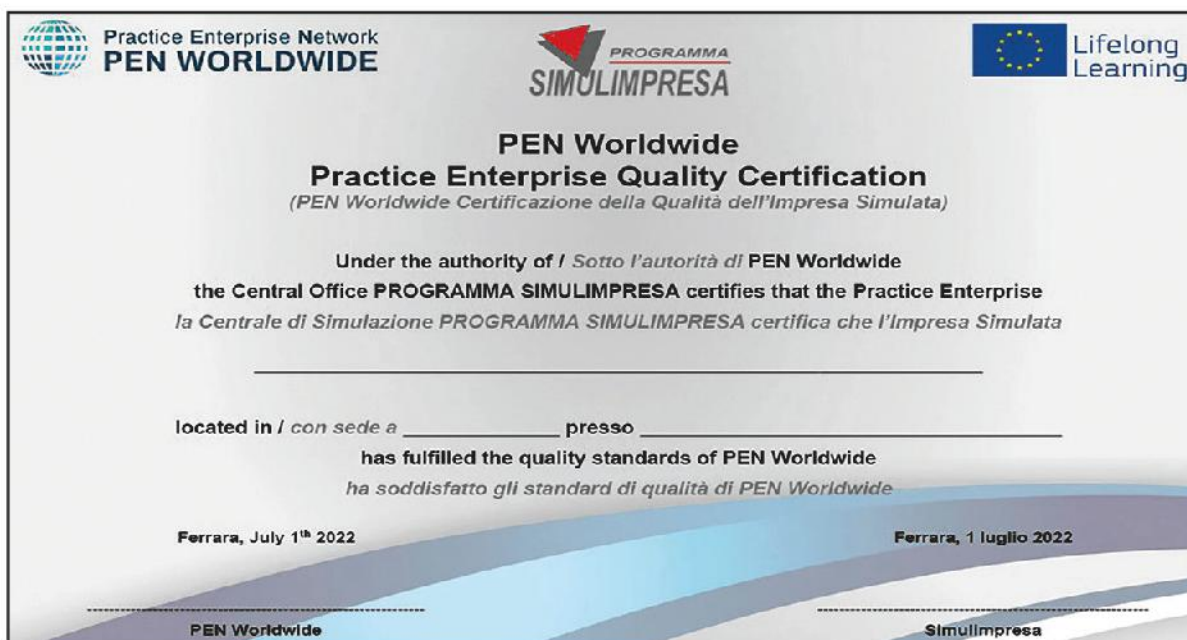 Practice Enterprise Network
PEN WORLDWIDE
PROGRAMMA
SIMULIMPRESA
Lifelong
Learning
PEN Worldwide
Practice Enterprise Quality Certification
(PEN Worldwide Certificazione della Qualità dell'Impresa Simulata)
Under the authority of / Sotto l'autorità di PEN Worldwide
the Central Office PROGRAMMA SIMULIMPRESA certifies that the Practice Enterprise
la Centrale di Simulazione PROGRAMMA SIMULIMPRESA certifica che l'Impresa Simulata
located in / con sede a ____________ presso ____________
has fulfilled the quality standards of PEN Worldwide
ha soddisfatto gli standard di qualità di PEN Worldwide
Ferrara, July 1th 2022
Ferrara, 1 luglio 2022
PEN Worldwide
Simulimpresa